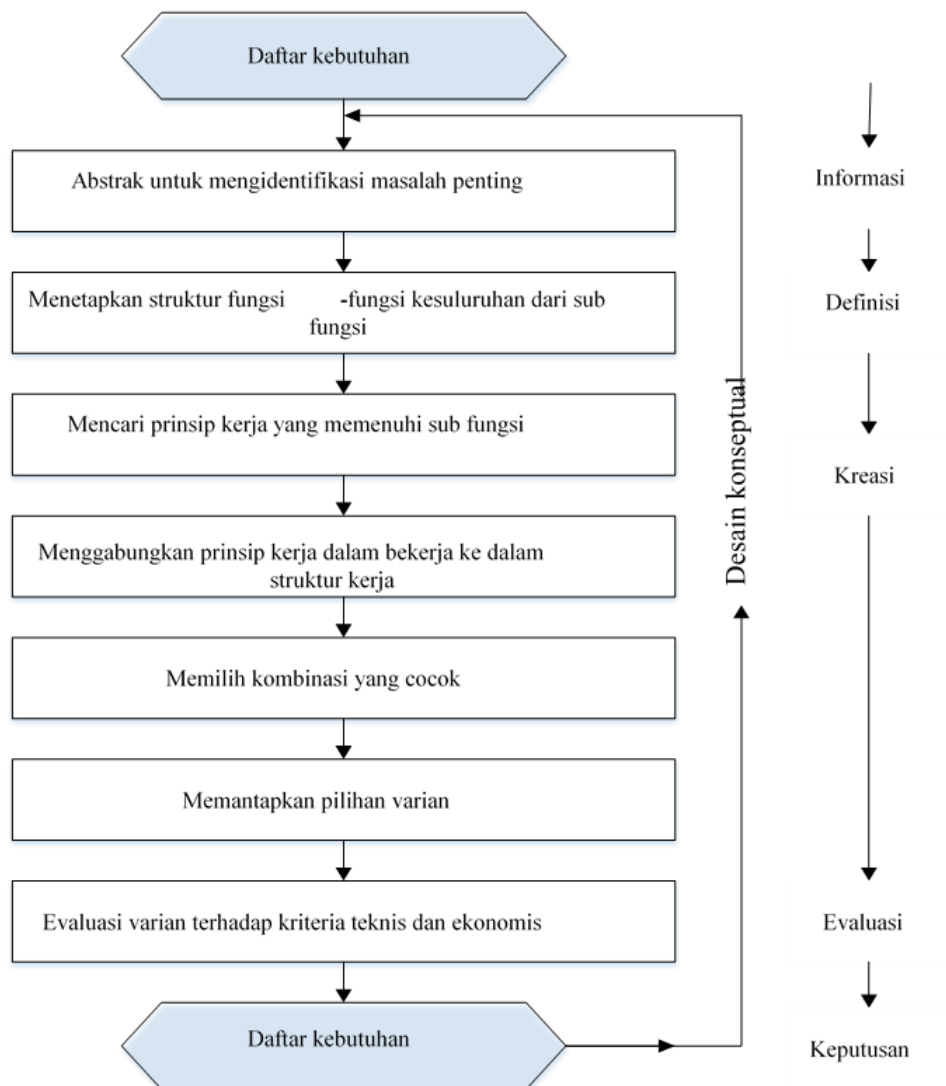 Daftar kebutuhan
Abstrak untuk mengidentifikasi masalah penting
Menetapkan struktur fungsi -fungsi kesuluruhan dari sub
fungsi
Mencari prinsip kerja yang memenuhi sub fungsi
Menggabungkan prinsip kerja dalam bekerja ke dalam
struktur kerja
Memilih kombinasi yang cocok
Memantapkan pilihan varian
Evaluasi varian terhadap kriteria teknis dan ekonomis
Daftar kebutuhan
Desain konseptual
Informasi
Definisi
Kreasi
Evaluasi
Keputusan